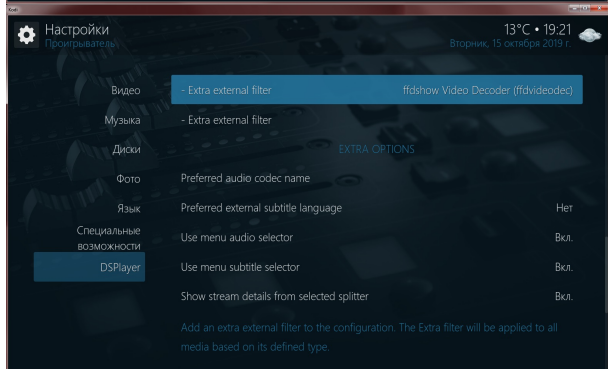 Kodi
Настройки
Проигрыватель
13°C • 19:21
Вторник, 15 октября 2019 г.
Видео
Музыка
Диски
Фото
Язык
Специальные
возможности
DSPlayer
- Extra external filter ffdshow Video Decoder (ffdvideodec)
- Extra external filter
EXTRA OPTIONS
Preferred audio codec name
Preferred external subtitle language Нет
Use menu audio selector Вкл.
Use menu subtitle selector Вкл.
Show stream details from selected splitter Вкл.
Add an extra external filter to the configuration. The Extra filter will be applied to all
media based on its defined type.